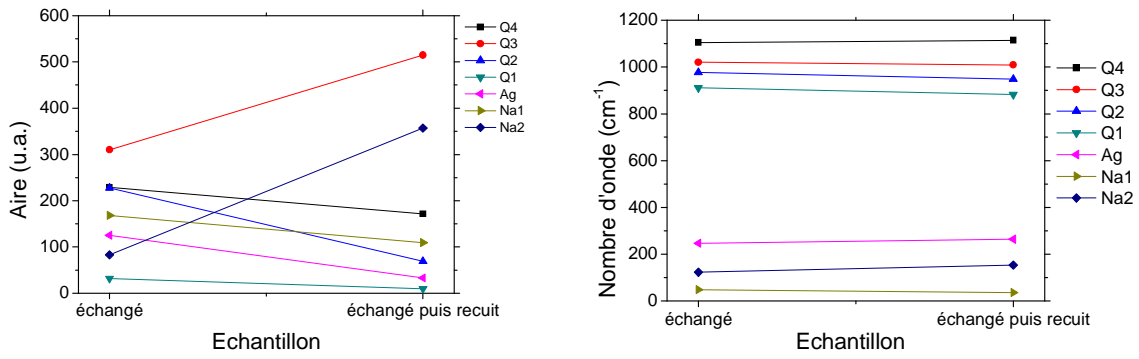 600
500
400
300
200
100
0
Aire (u.a.)
échangé
échangé puis recuit
Echantillon
Q4
Q3
Q2
Q1
Ag
Na1
Na2
1200
1000
800
600
400
200
0
Nombre d'onde (cm⁻¹)
échangé
échangé puis recuit
Echantillon
Q4
Q3
Q2
Q1
Ag
Na1
Na2